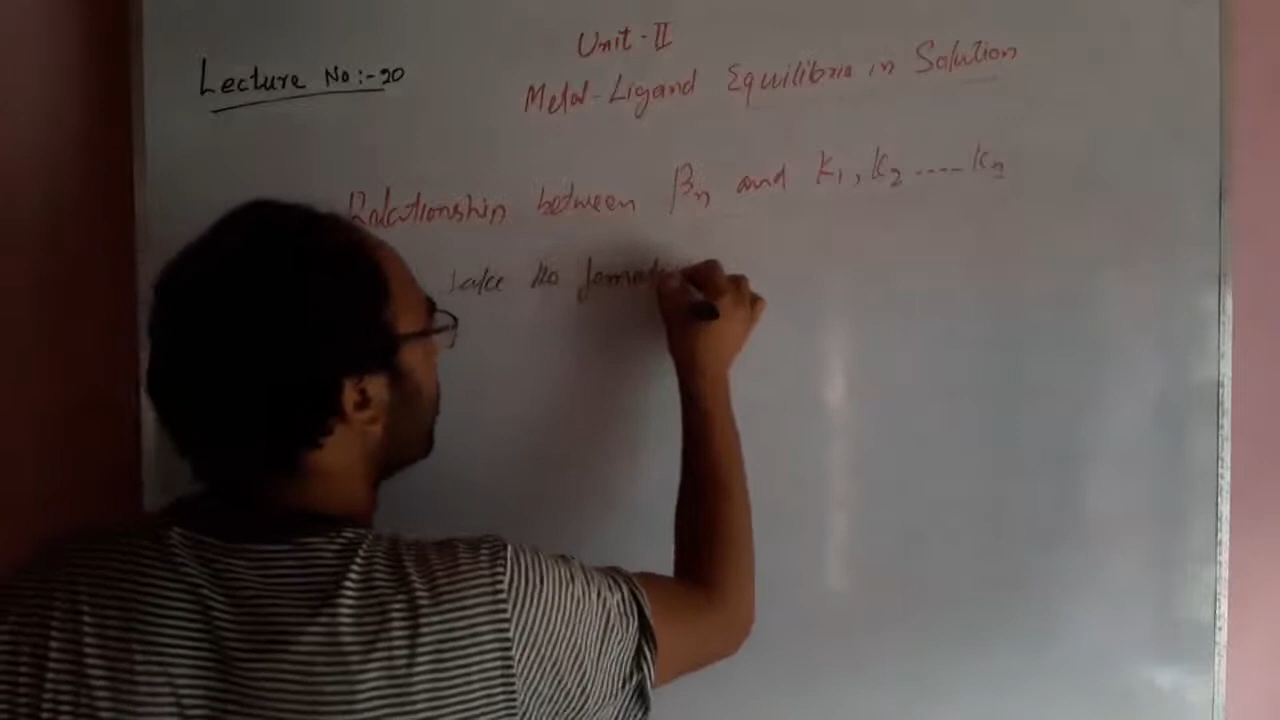 Unit-II
Lecture No:-20
Metal-Ligand Equilibria in Solution
Relationship between βn and K1, K2 ..... Kn
take the format